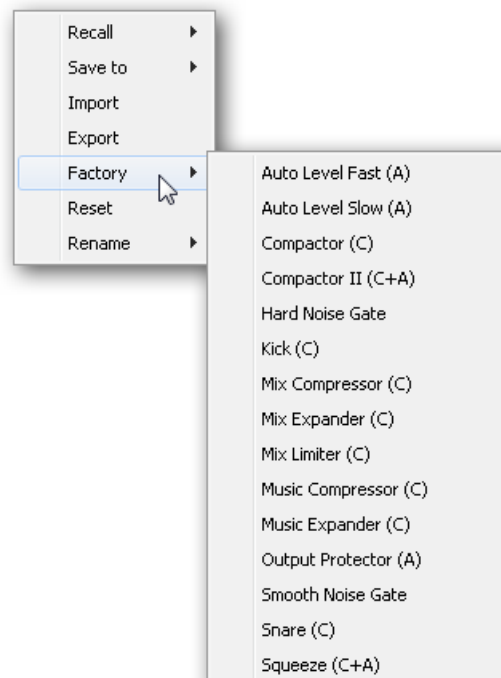 Recall
Save to
Import
Export
Factory
Reset
Rename
Auto Level Fast (A)
Auto Level Slow (A)
Compactor (C)
Compactor II (C+A)
Hard Noise Gate
Kick (C)
Mix Compressor (C)
Mix Expander (C)
Mix Limiter (C)
Music Compressor (C)
Music Expander (C)
Output Protector (A)
Smooth Noise Gate
Snare (C)
Squeeze (C+A)